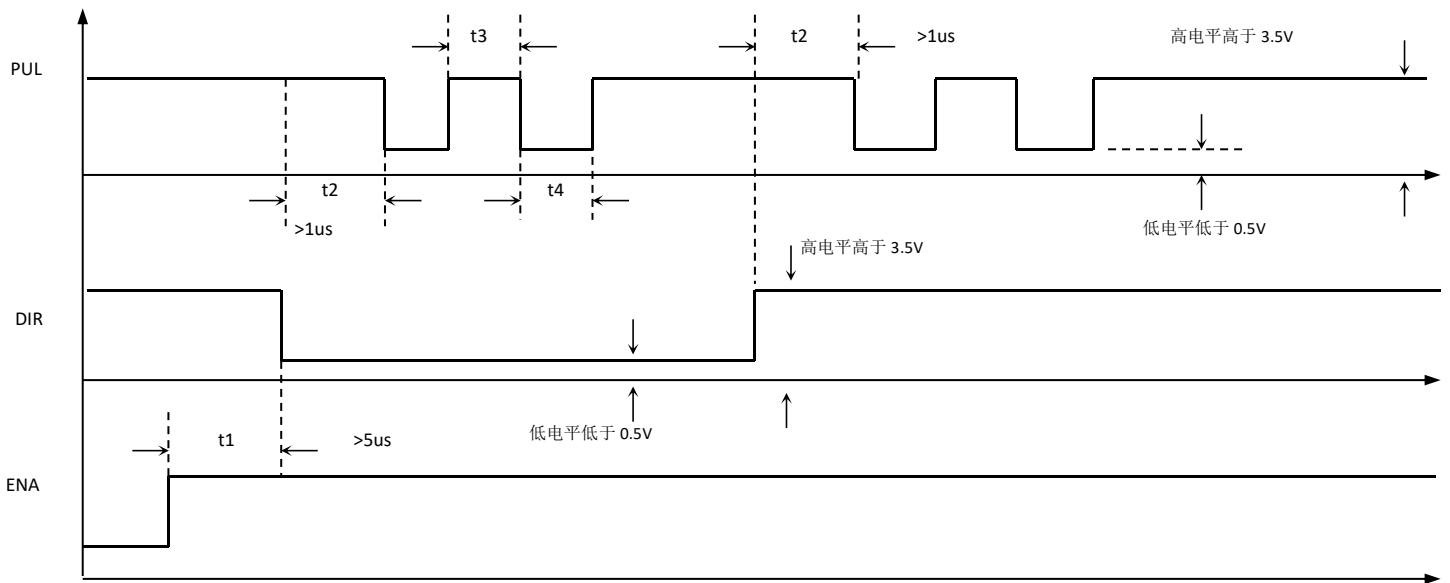 t3
t2
>1us
高电平高于 3.5V
PUL
t2
t4
>1us
低电平低于 0.5V
高电平高于 3.5V
DIR
低电平低于 0.5V
t1
>5us
ENA